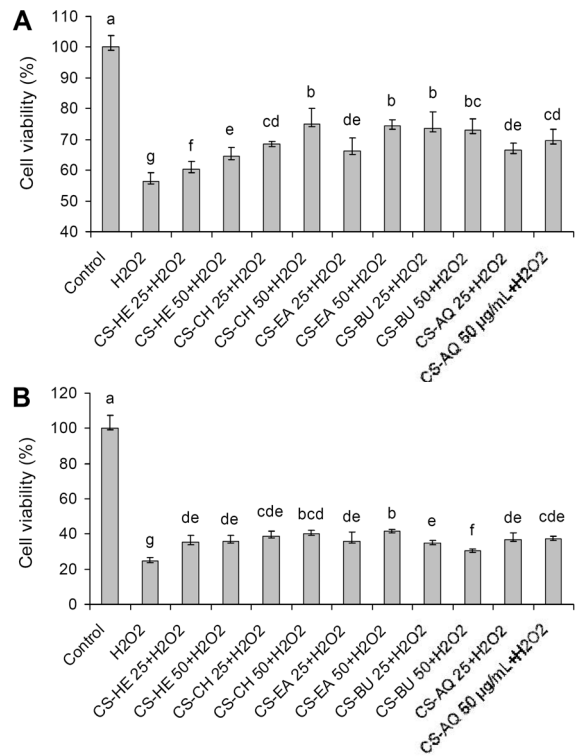 A
Cell viability (%)
110
100
90
80
70
60
50
40
a
g
f
e
cd
b
de
b
b
bc
de
cd
Control
H2O2
CS-HE 25+H2O2
CS-HE 50+H2O2
CS-CH 25+H2O2
CS-CH 50+H2O2
CS-EA 25+H2O2
CS-EA 50+H2O2
CS-BU 25+H2O2
CS-BU 50+H2O2
CS-AQ 25+H2O2
CS-AQ 50 µg/mL+H2O2
B
Cell viability (%)
120
100
80
60
40
20
0
a
g
de
de
cde
bcd
de
b
e
f
de
cde
Control
H2O2
CS-HE 25+H2O2
CS-HE 50+H2O2
CS-CH 25+H2O2
CS-CH 50+H2O2
CS-EA 25+H2O2
CS-EA 50+H2O2
CS-BU 25+H2O2
CS-BU 50+H2O2
CS-AQ 25+H2O2
CS-AQ 50 µg/mL+H2O2